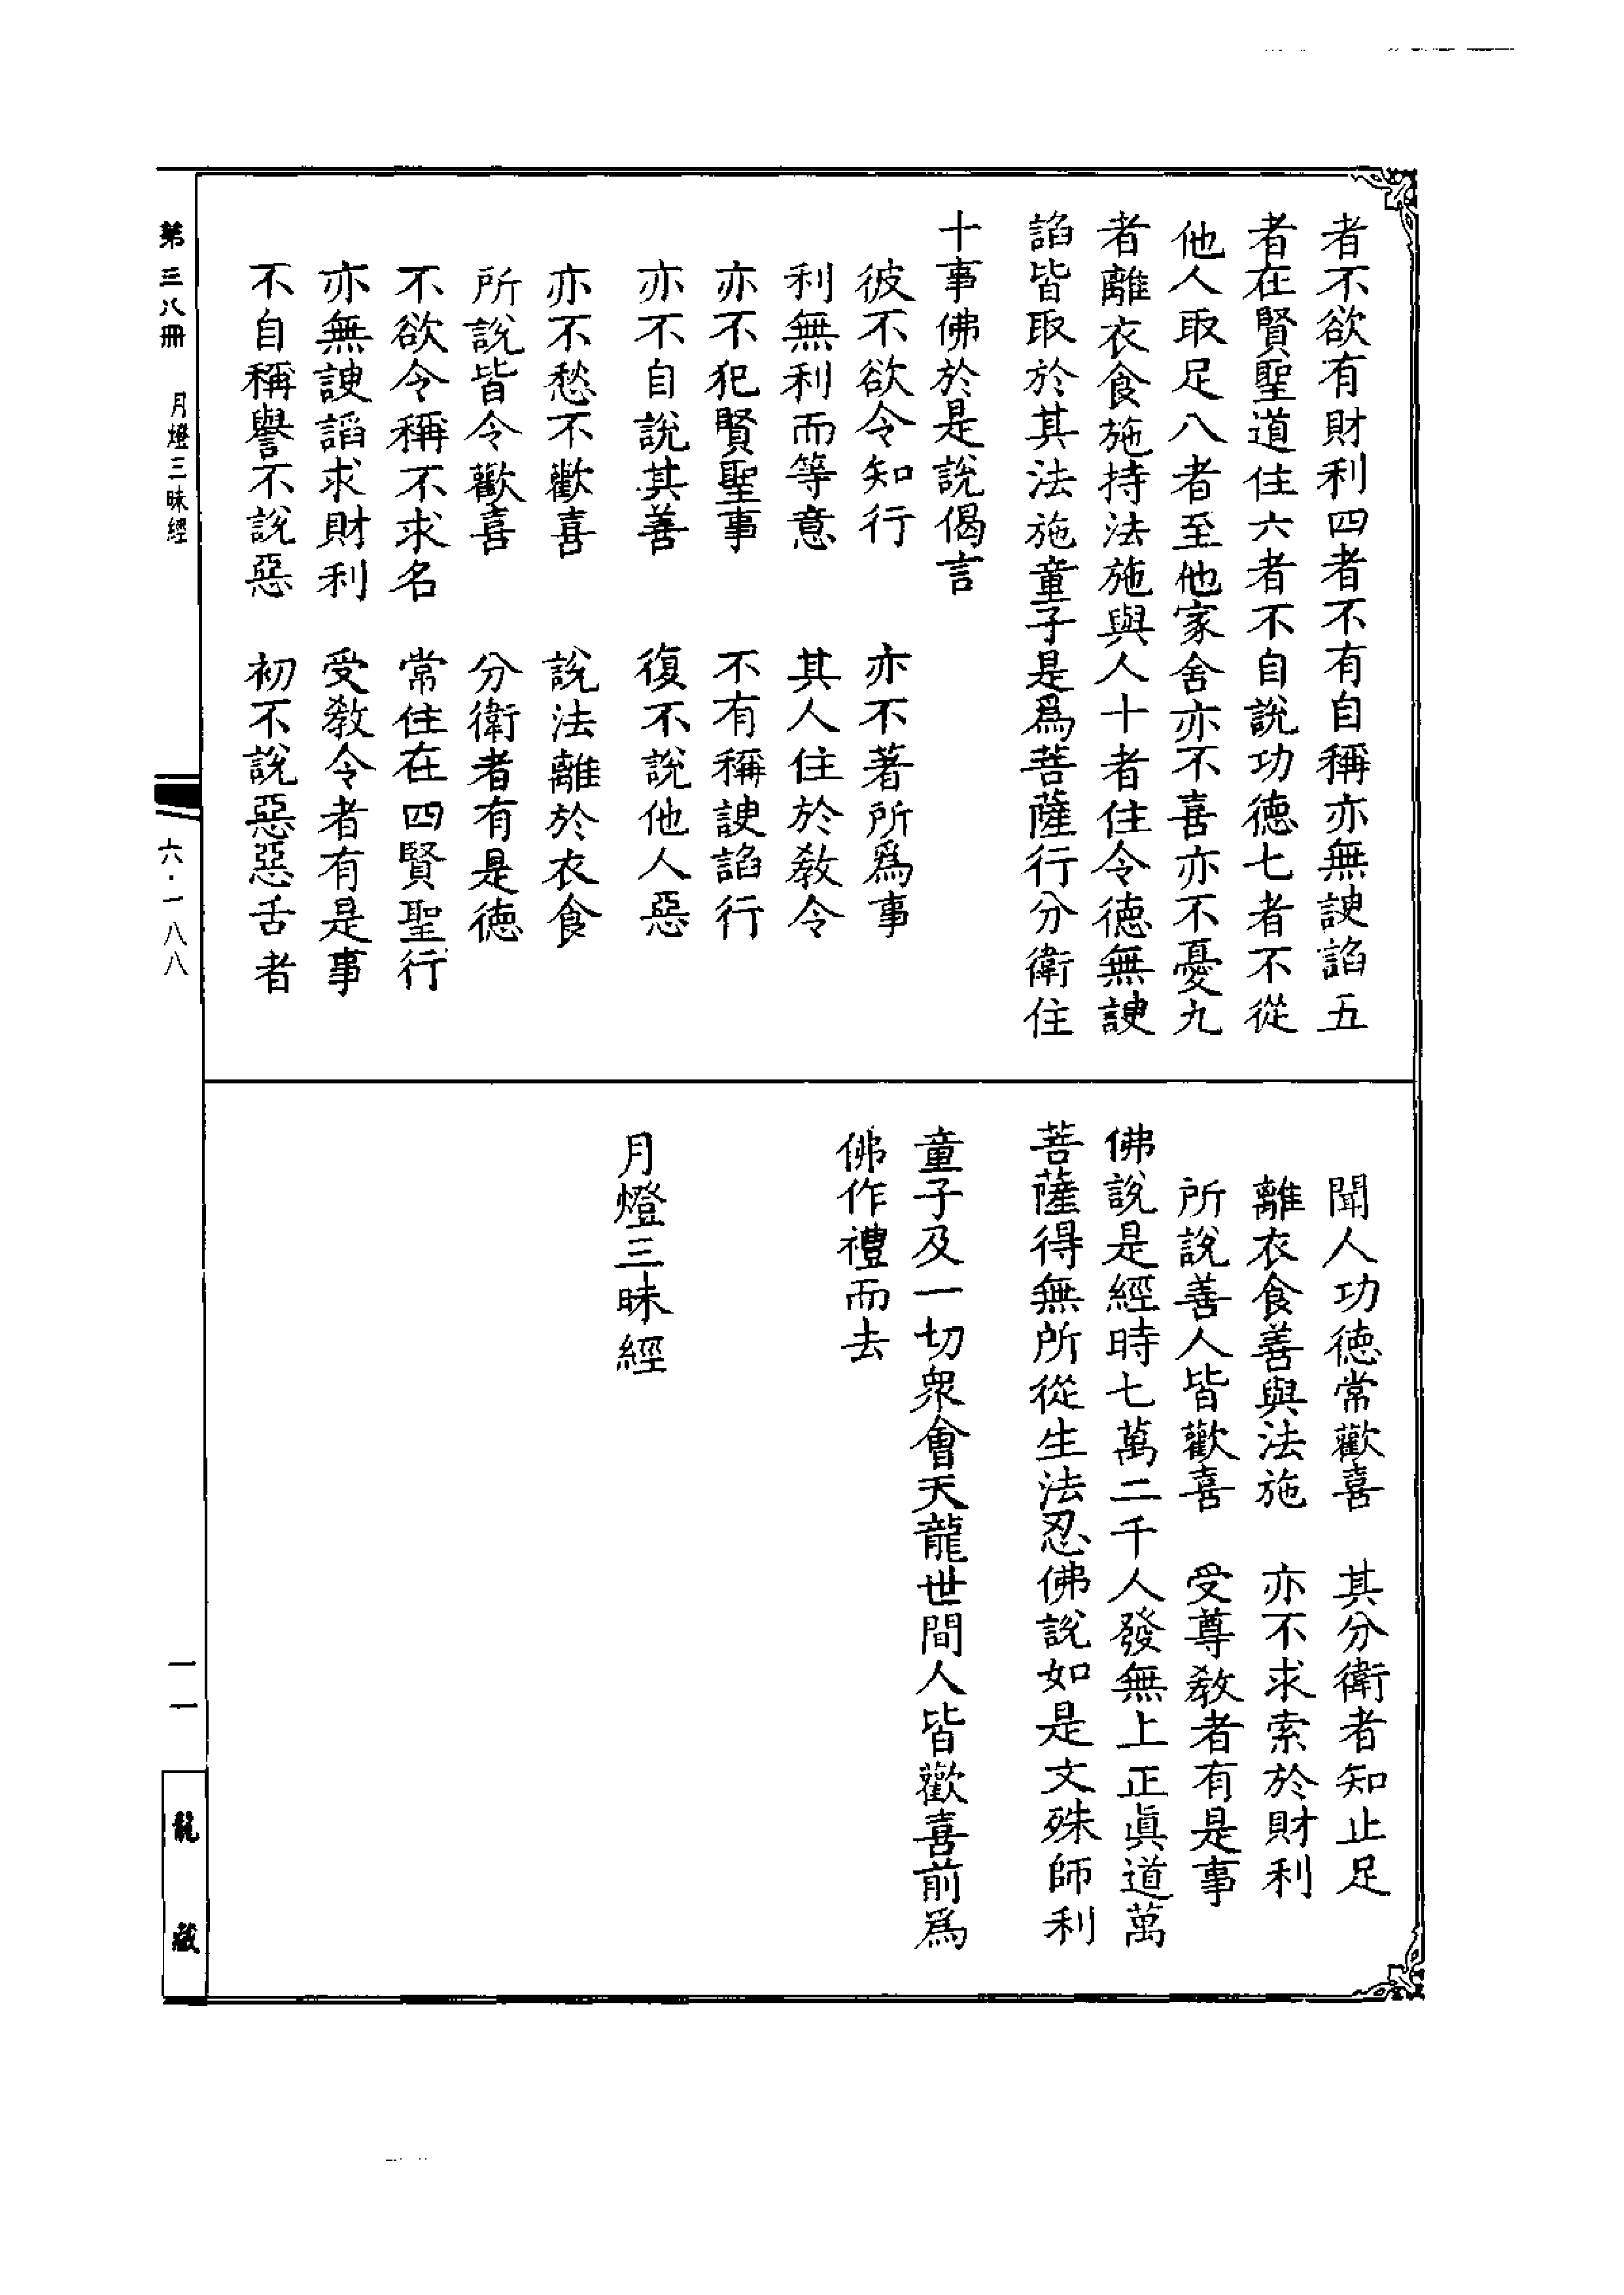 者不欲有財利四者不有自稱亦無諛諂五
者在賢聖道住六者不自說功德七者不從
他人取足八者至他家舍亦不喜亦不憂九
者離衣食施持法施與人十者住令德無諛
諂皆取於其法施童子是爲菩薩行分衛住
十事佛於是說偈言
彼不欲令知行　亦不著所爲事
利無利而等意　其人住於教令
亦不犯賢聖事　不有稱諛諂行
亦不自說其善　復不說他人惡
亦不愁不歡喜　說法離於衣食
所說皆令歡喜　分衛者有是德
不欲令稱不求名　常住在四賢聖行
亦無諛諂求財利　受教令者有是事
不自稱譽不說惡　初不說惡惡舌者
聞人功德常歡喜　其分衛者知止足
離衣食善與法施　亦不求索於財利
所說善人皆歡喜　受尊教者有是事
佛說是經時七萬二千人發無上正眞道萬
菩薩得無所從生法忍佛說如是文殊師利
童子及一切衆會天龍世間人皆歡喜前爲
佛作禮而去
月燈三昧經
第三八冊　月燈三昧經
六·一八八
一一
龍藏